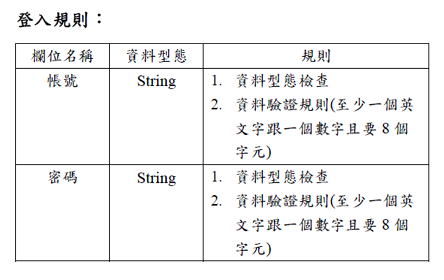 登入規則：
欄位名稱 資料型態 規則
帳號 String 1. 資料型態檢查
2. 資料驗證規則(至少一個英
文字跟一個數字且要 8 個
字元)
密碼 String 1. 資料型態檢查
2. 資料驗證規則(至少一個英
文字跟一個數字且要 8 個
字元)